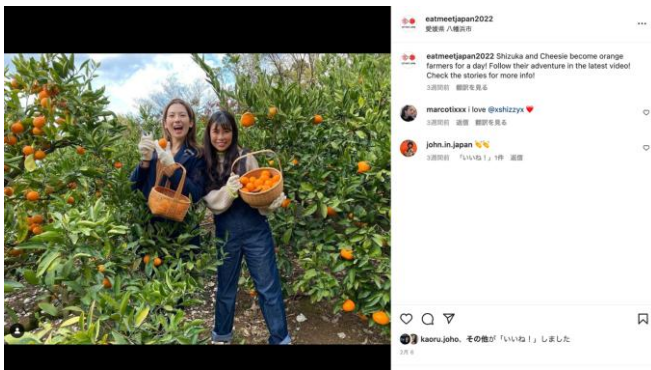 eatmeetjapan2022
愛媛県 八幡浜市
eatmeetjapan2022 Shizuka and Cheesie become orange
farmers for a day! Follow their adventure in the latest video!
Check the stories for more info!
3週間前 翻訳を見る
marcotixxx i love @xshizzyx ❤️
3週間前 返信 翻訳を見る
john.in.japan 👏👏
3週間前 「いいね！」1件 返信
kaoru.joho、その他が「いいね！」しました